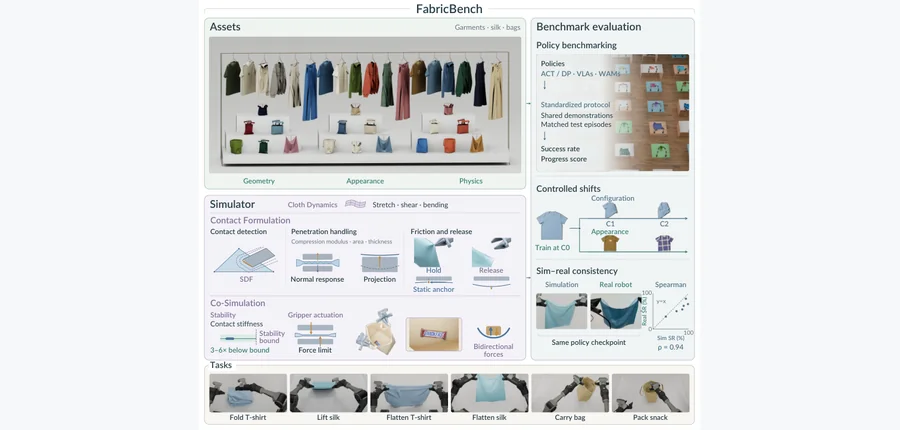 FabricBench
Assets
Garments · silk · bags
Geometry
Appearance
Physics
Simulator
Cloth Dynamics
Stretch · shear · bending
Contact Formulation
Contact detection
SDF
Penetration handling
Compression modulus · area · thickness
Normal response
Projection
Friction and release
Hold
Release
Static anchor
Co-Simulation
Stability
Contact stiffness
Stability
bound
3–6× below bound
Gripper actuation
Force limit
Bidirectional
forces
Benchmark evaluation
Policy benchmarking
Policies
ACT / DP · VLAs · WAMs
Standardized protocol
Shared demonstrations
Matched test episodes
Success rate
Progress score
Controlled shifts
Configuration
C1
C2
Appearance
Train at C0
Sim–real consistency
Simulation
Real robot
Spearman
100
Real SR (%)
y=x
0
100
Sim SR (%)
ρ = 0.94
Same policy checkpoint
Tasks
Fold T-shirt
Lift silk
Flatten T-shirt
Flatten silk
Carry bag
Pack snack